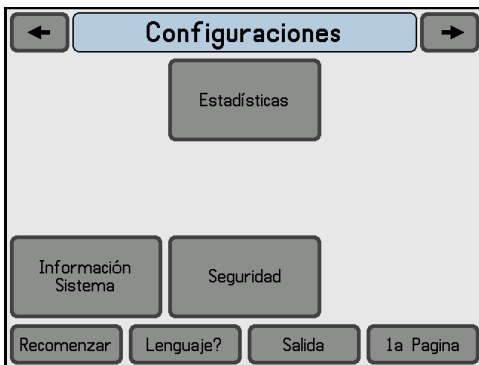 Configuraciones
Estadísticas
Información
Sistema
Seguridad
Recomenzar
Lenguaje?
Salida
1a Pagina